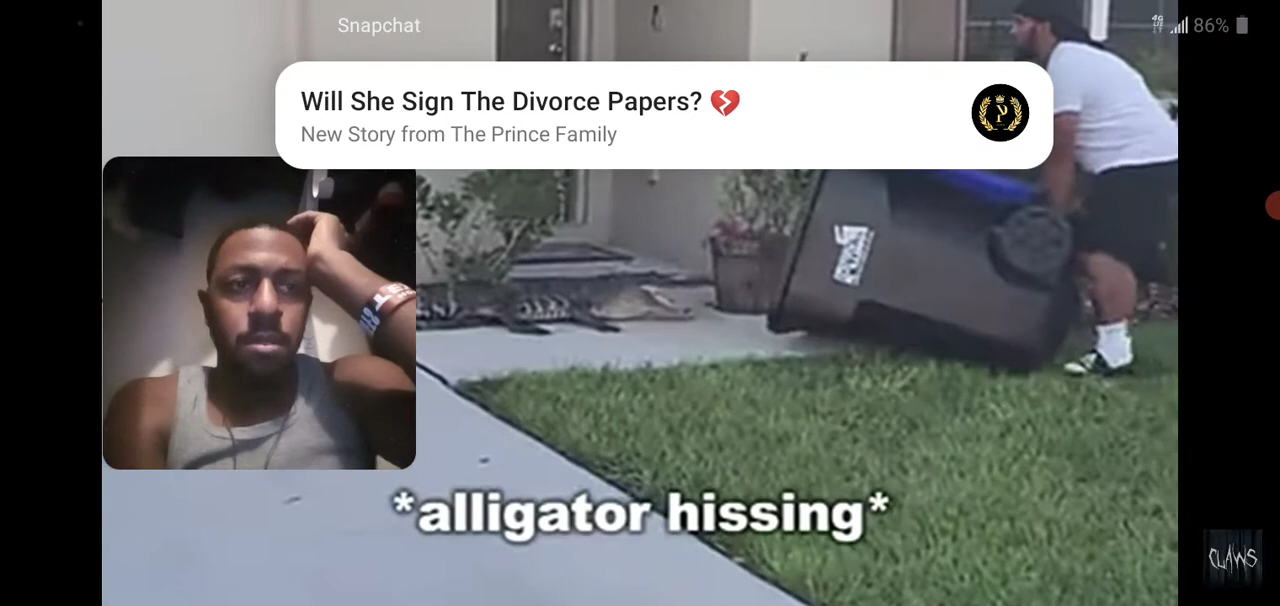 Snapchat
86%
Will She Sign The Divorce Papers? 💔
New Story from The Prince Family
P
*alligator hissing*
CLAWS